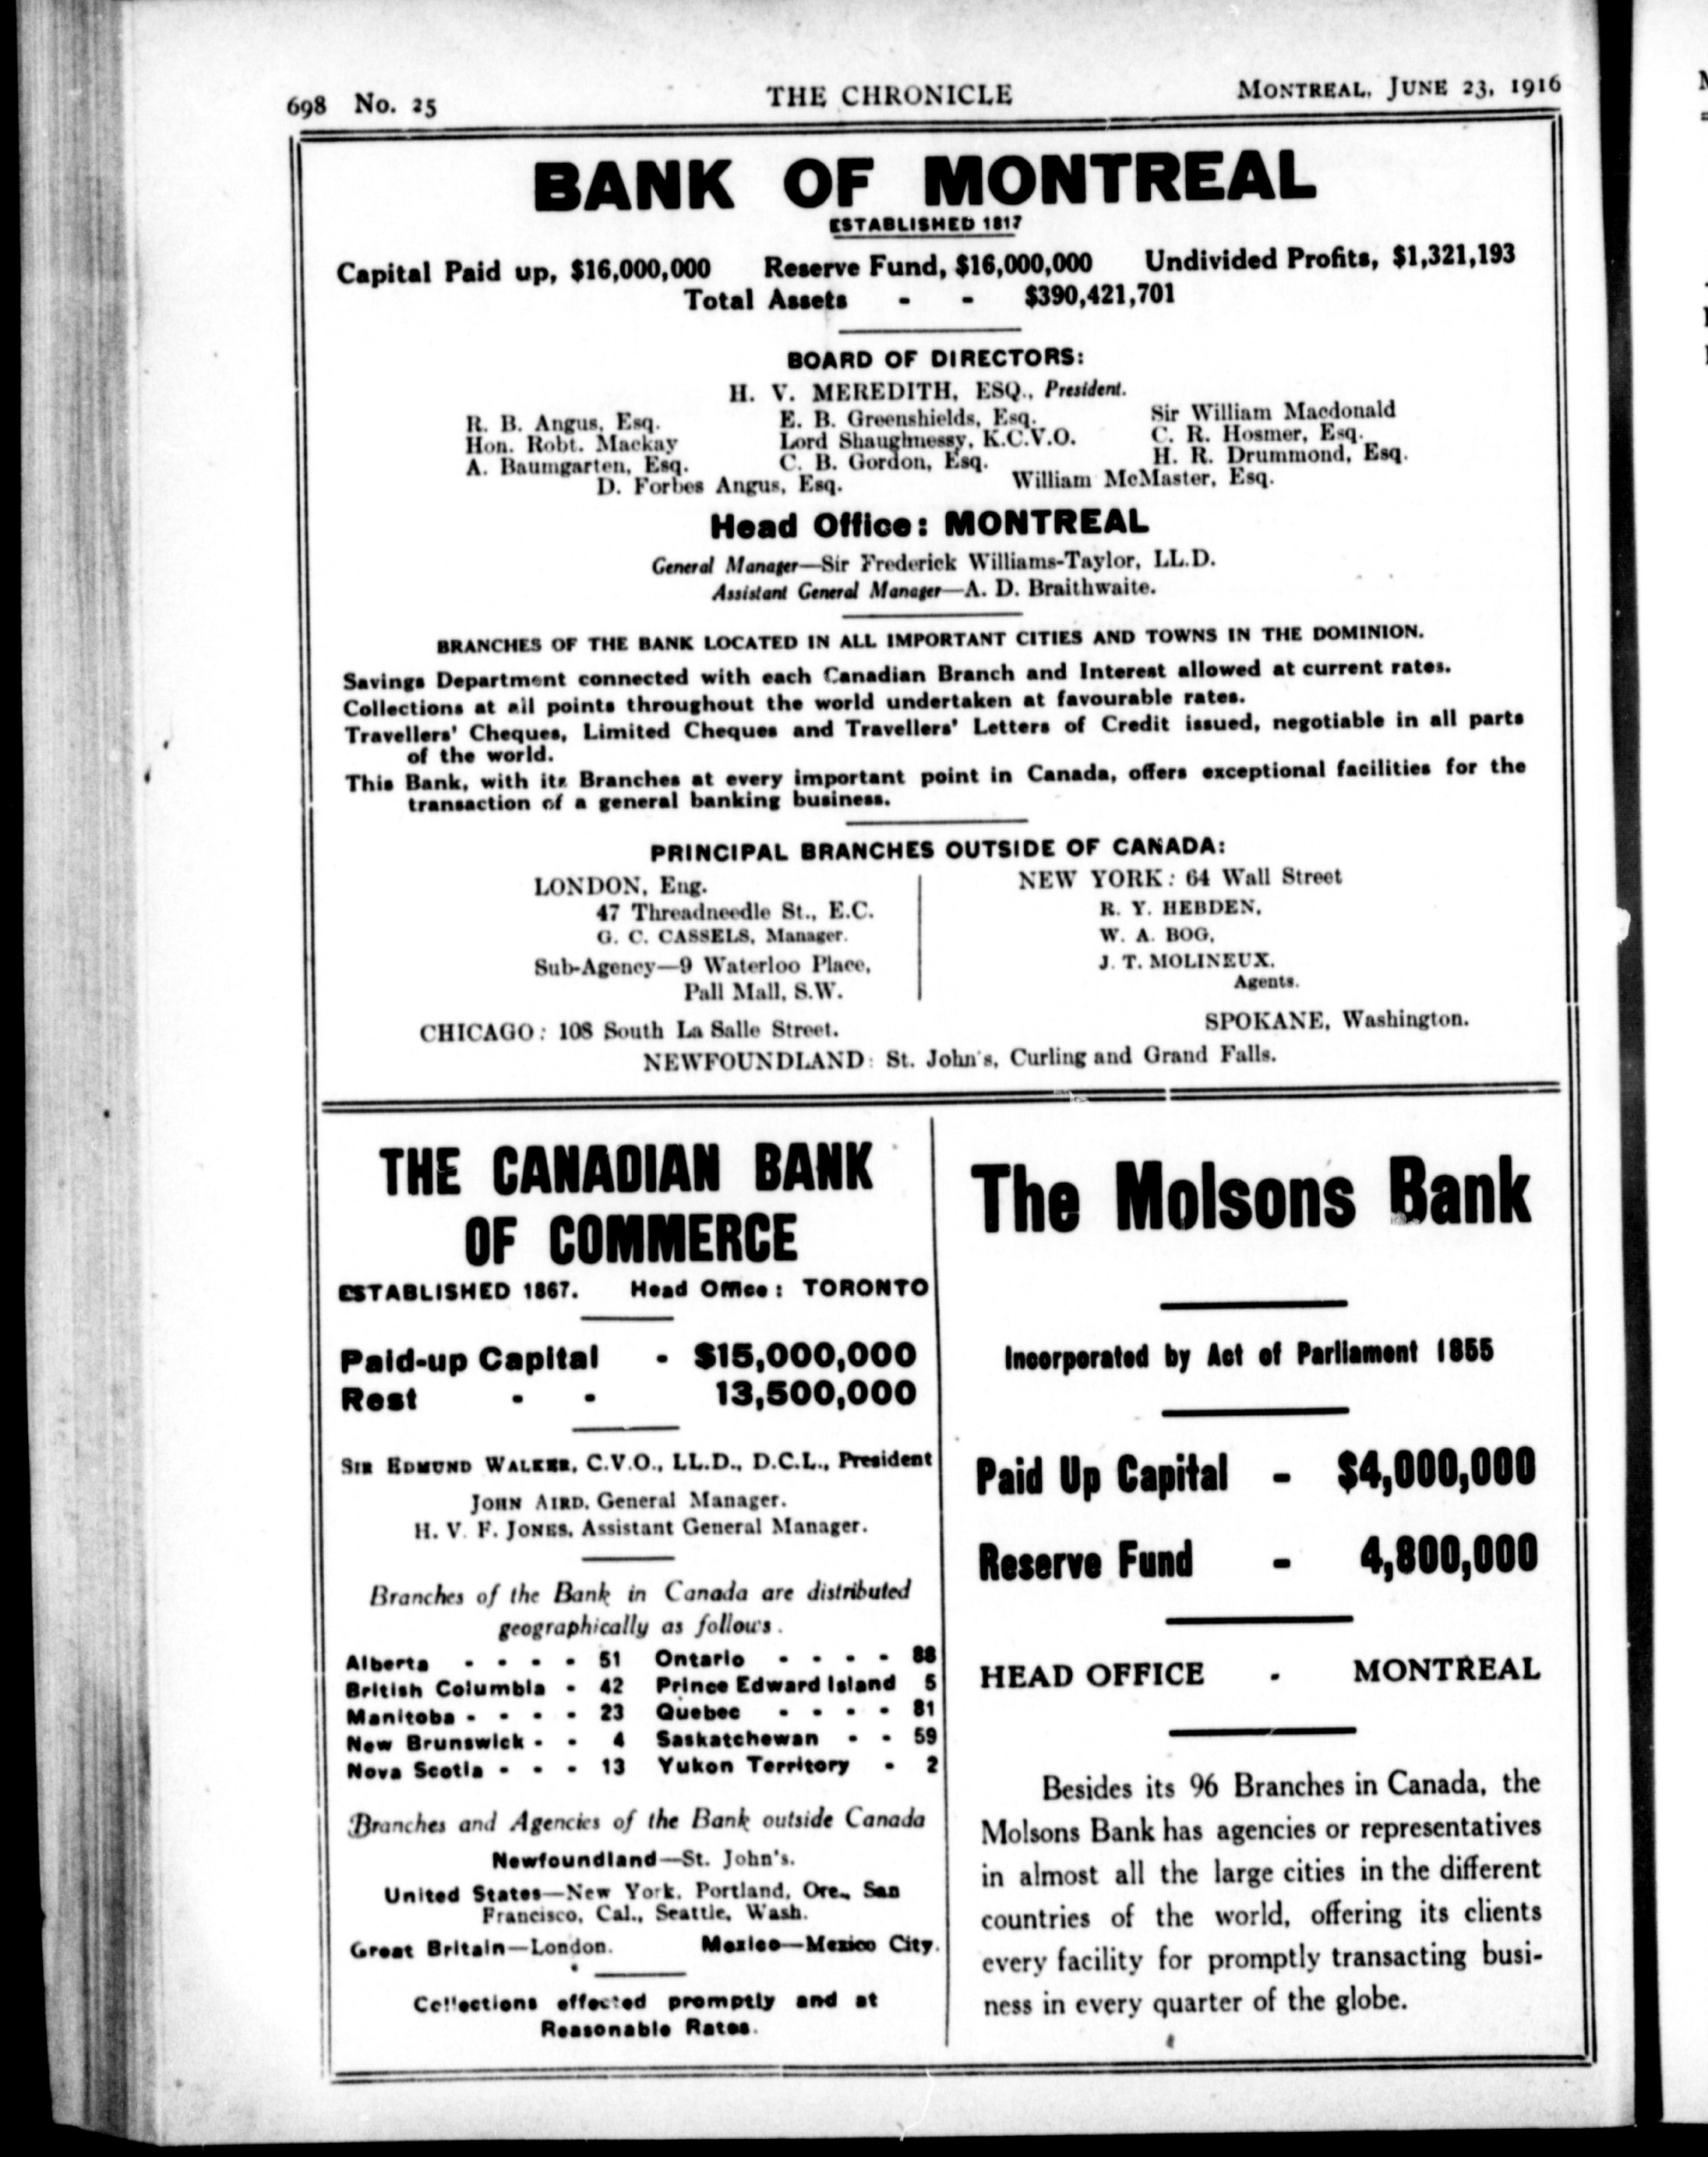 698 No. 25
THE CHRONICLE
MONTREAL, JUNE 23, 1916
BANK OF MONTREAL
ESTABLISHED 1817
Capital Paid up, $16,000,000 Reserve Fund, $16,000,000 Undivided Profits, $1,321,193
Total Assets - - $390,421,701
BOARD OF DIRECTORS:
H. V. MEREDITH, ESQ., President.
R. B. Angus, Esq. E. B. Greenshields, Esq. Sir William Macdonald
Hon. Robt. Mackay Lord Shaughnessy, K.C.V.O. C. R. Hosmer, Esq.
A. Baumgarten, Esq. C. B. Gordon, Esq. H. R. Drummond, Esq.
D. Forbes Angus, Esq. William McMaster, Esq.
Head Office: MONTREAL
General Manager—Sir Frederick Williams-Taylor, LL.D.
Assistant General Manager—A. D. Braithwaite.
BRANCHES OF THE BANK LOCATED IN ALL IMPORTANT CITIES AND TOWNS IN THE DOMINION.
Savings Department connected with each Canadian Branch and Interest allowed at current rates.
Collections at all points throughout the world undertaken at favourable rates.
Travellers' Cheques, Limited Cheques and Travellers' Letters of Credit issued, negotiable in all parts
of the world.
This Bank, with its Branches at every important point in Canada, offers exceptional facilities for the
transaction of a general banking business.
PRINCIPAL BRANCHES OUTSIDE OF CANADA:
LONDON, Eng.
47 Threadneedle St., E.C.
G. C. CASSELS, Manager.
Sub-Agency—9 Waterloo Place,
Pall Mall, S.W.
NEW YORK: 64 Wall Street
R. Y. HEBDEN,
W. A. BOG,
J. T. MOLINEUX.
Agents.
CHICAGO: 108 South La Salle Street. SPOKANE, Washington.
NEWFOUNDLAND: St. John's, Curling and Grand Falls.
THE CANADIAN BANK
OF COMMERCE
ESTABLISHED 1867. Head Office: TORONTO
Paid-up Capital - $15,000,000
Rest - - 13,500,000
SIR EDMUND WALKER, C.V.O., LL.D., D.C.L., President
JOHN AIRD, General Manager.
H. V. F. JONES, Assistant General Manager.
Branches of the Bank in Canada are distributed
geographically as follows.
Alberta - - - - 51 Ontario - - - - 88
British Columbia - 42 Prince Edward Island 5
Manitoba - - - - 23 Quebec - - - - 81
New Brunswick - - 4 Saskatchewan - - 59
Nova Scotia - - - 13 Yukon Territory - 2
Branches and Agencies of the Bank outside Canada
Newfoundland—St. John's.
United States—New York, Portland, Ore., San
Francisco, Cal., Seattle, Wash.
Great Britain—London. Mexico—Mexico City.
Collections effected promptly and at
Reasonable Rates.
The Molsons Bank
Incorporated by Act of Parliament 1855
Paid Up Capital - $4,000,000
Reserve Fund - 4,800,000
HEAD OFFICE - MONTREAL
Besides its 96 Branches in Canada, the
Molsons Bank has agencies or representatives
in almost all the large cities in the different
countries of the world, offering its clients
every facility for promptly transacting busi-
ness in every quarter of the globe.